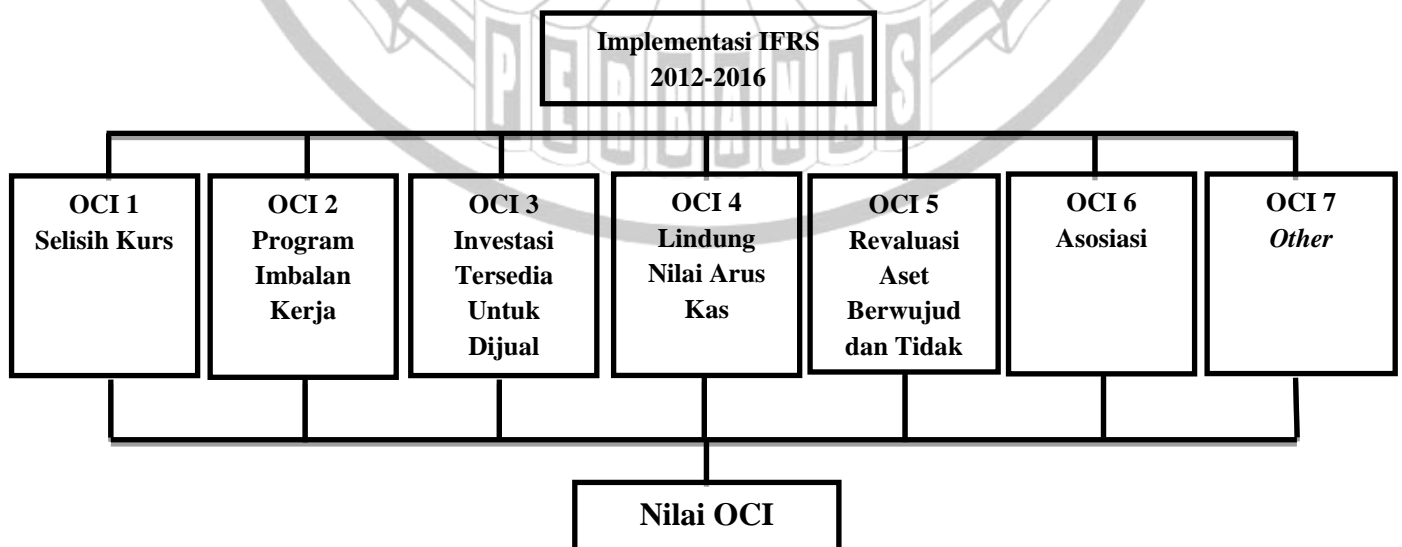 Implementasi IFRS
2012-2016
PERBANAS
OCI 1
Selisih Kurs
OCI 2
Program
Imbalan
Kerja
OCI 3
Investasi
Tersedia
Untuk
Dijual
OCI 4
Lindung
Nilai Arus
Kas
OCI 5
Revaluasi
Aset
Berwujud
dan Tidak
OCI 6
Asosiasi
OCI 7
Other
Nilai OCI